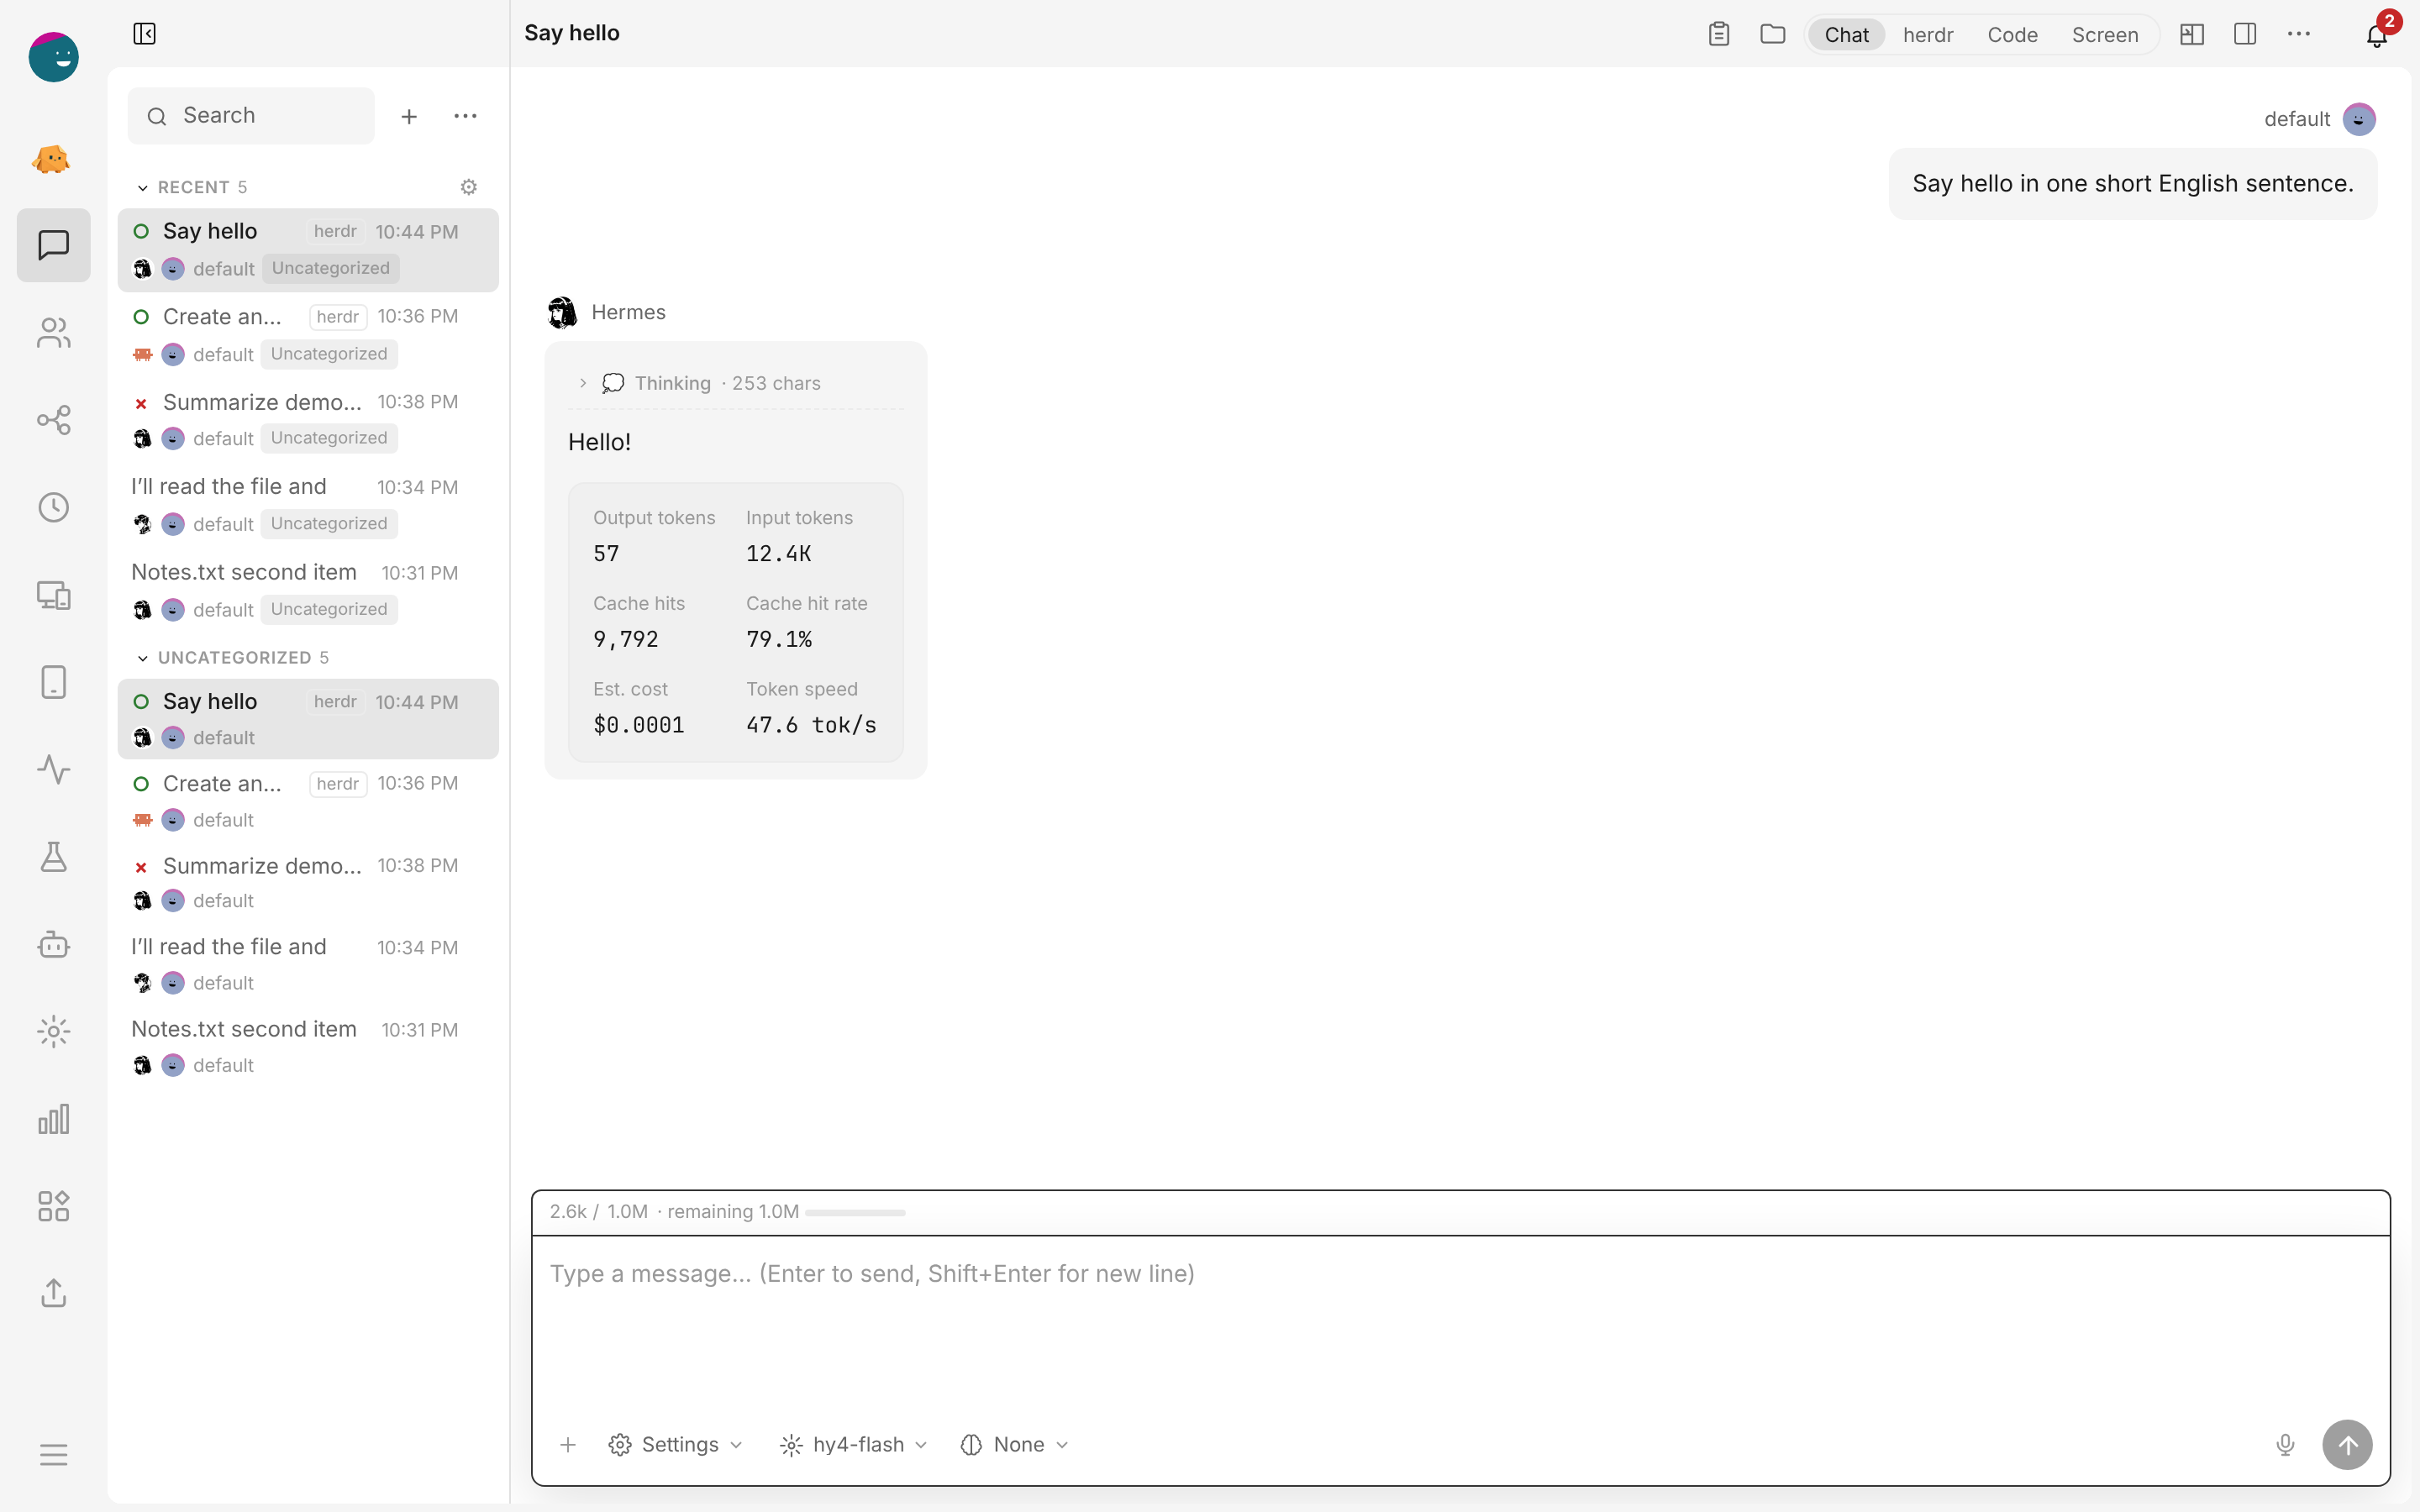 Say hello
Chat
herdr
Code
Screen
2
Search
RECENT 5
Say hello herdr 10:44 PM
default Uncategorized
Create an... herdr 10:36 PM
default Uncategorized
Summarize demo... 10:38 PM
default Uncategorized
I'll read the file and 10:34 PM
default Uncategorized
Notes.txt second item 10:31 PM
default Uncategorized
UNCATEGORIZED 5
Say hello herdr 10:44 PM
default
Create an... herdr 10:36 PM
default
Summarize demo... 10:38 PM
default
I'll read the file and 10:34 PM
default
Notes.txt second item 10:31 PM
default
default
Say hello in one short English sentence.
Hermes
Thinking · 253 chars
Hello!
Output tokens Input tokens
57 12.4K
Cache hits Cache hit rate
9,792 79.1%
Est. cost Token speed
$0.0001 47.6 tok/s
2.6k / 1.0M · remaining 1.0M
Type a message... (Enter to send, Shift+Enter for new line)
Settings hy4-flash None